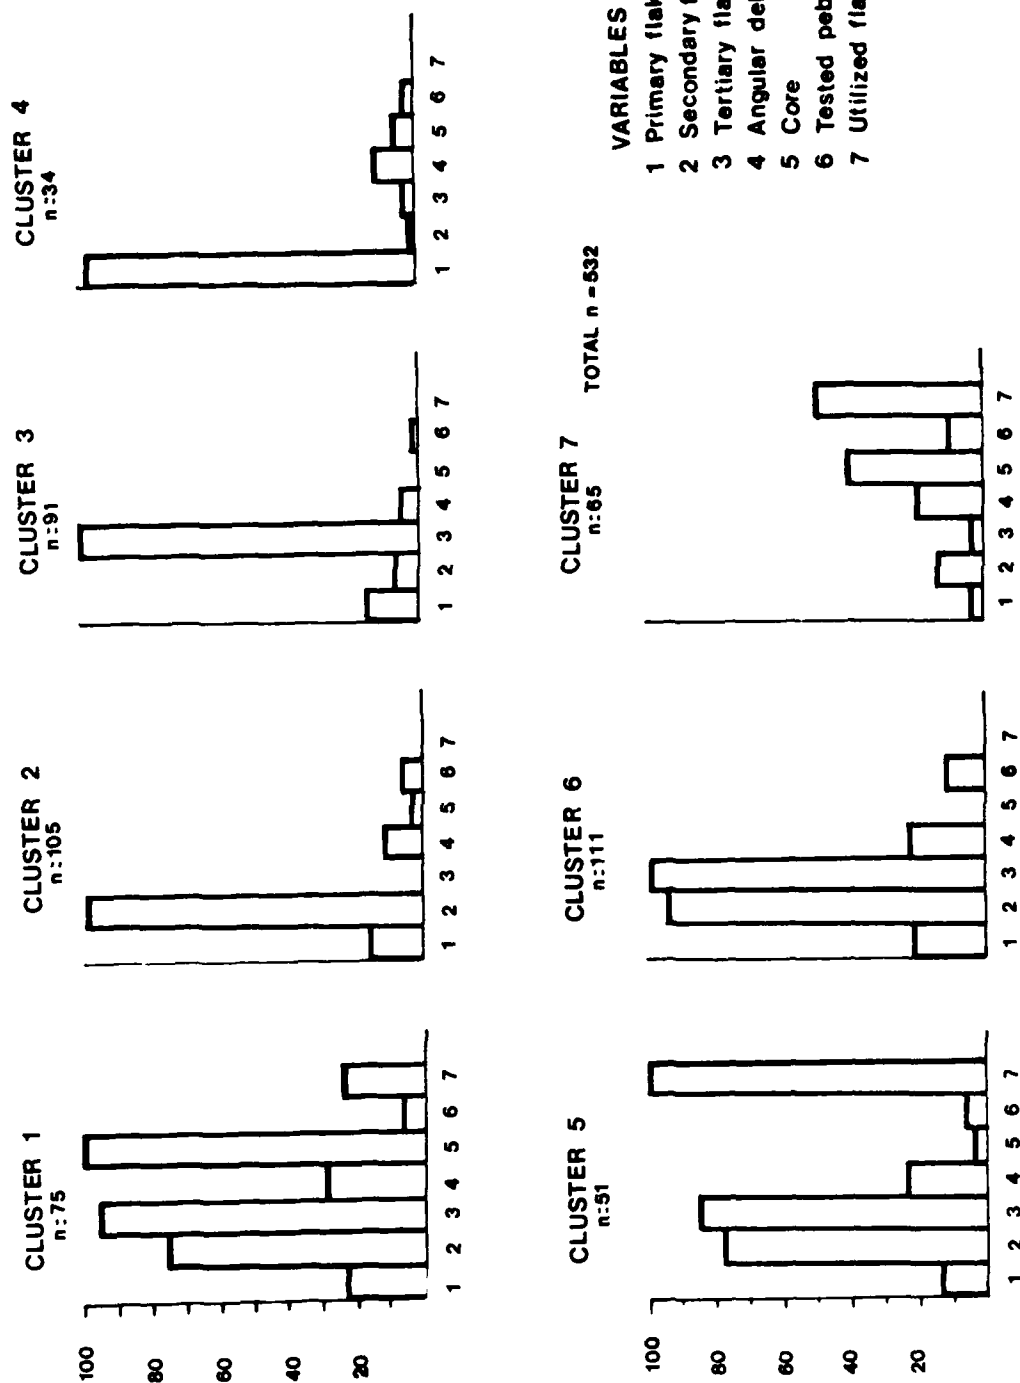 CLUSTER 1
n=75
CLUSTER 2
n=105
CLUSTER 3
n=91
CLUSTER 4
n=34
100
80
60
40
20
1 2 3 4 5 6 7
1 2 3 4 5 6 7
1 2 3 4 5 6 7
1 2 3 4 5 6 7
CLUSTER 5
n=51
CLUSTER 6
n=111
CLUSTER 7
n=65
TOTAL n=532
100
80
60
40
20
1 2 3 4 5 6 7
1 2 3 4 5 6 7
1 2 3 4 5 6 7
VARIABLES
1 Primary
2 Secondary
3 Tertiary
4 Angular
5 Core
6 Tested
7 Utilized